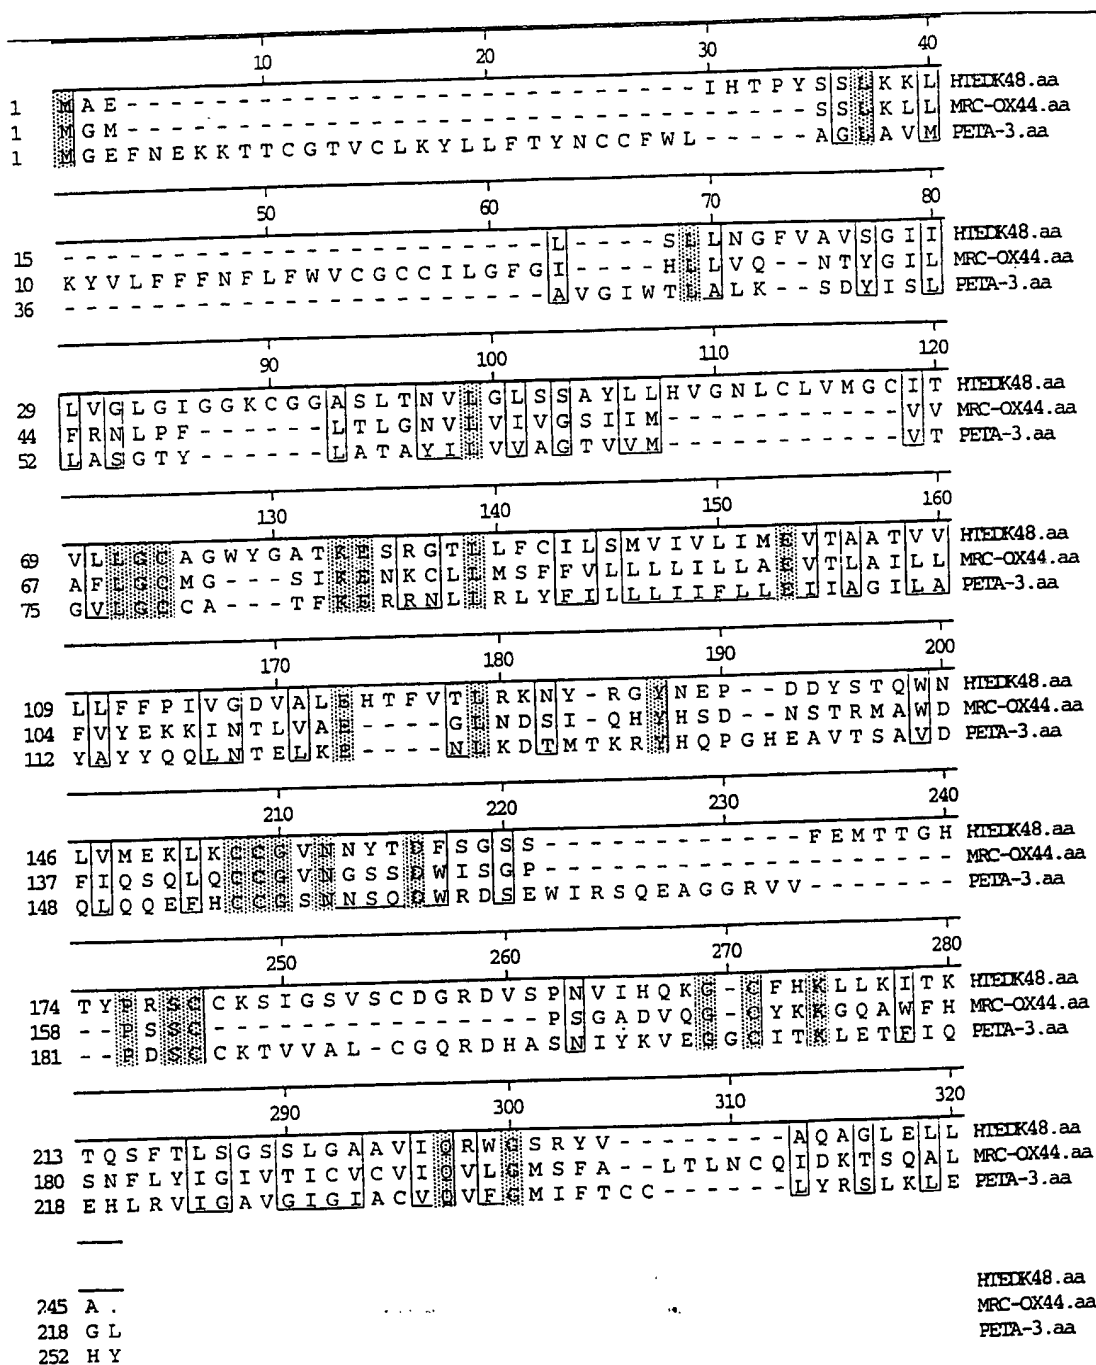 10 20 30 40
1 M A E - - - - - - - - - - - - - - - - - - - - - - - - - - I H T P Y S S L K K L HTEDK48.aa
1 M G M - - - - - - - - - - - - - - - - - - - - - - - - - - - - - - - S S L K L L MRC-OX44.aa
1 M G E F N E K K T T C G T V C L K Y L L F T Y N C C F W L - - - - - A G L A V M PETA-3.aa
50 60 70 80
15 - - - - - - - - - - - - - - - - - - - - - - L - - - - S L L N G F V A V S G I I HTEDK48.aa
10 K Y V L F F F N F L F W V C G C C I L G F G I - - - - H L L V Q - - N T Y G I L MRC-OX44.aa
36 - - - - - - - - - - - - - - - - - - - - - - A V G I W T L A L K - - S D Y I S L PETA-3.aa
90 100 110 120
29 L V G L G I G G K C G G A S L T N V L G L S S A Y L L H V G N L C L V M G C I T HTEDK48.aa
44 F R N L P F - - - - - - L T L G N V L V I V G S I I M - - - - - - - - - - - V V MRC-OX44.aa
52 L A S G T Y - - - - - - L A T A Y I L V V A G T V V M - - - - - - - - - - - V T PETA-3.aa
130 140 150 160
69 V L L G C A G W Y G A T K E S R G T L L F C I L S M V I V L I M E V T A A T V V HTEDK48.aa
67 A F L G C M G - - - S I K E N K C L L M S F F V L L L L I L L A E V T L A I L L MRC-OX44.aa
75 G V L G C C A - - - T F K E R R N L L R L Y F I L L L I I F L L E I I A G I L A PETA-3.aa
170 180 190 200
109 L L F F P I V G D V A L E H T F V T L R K N Y - R G Y N E P - - D D Y S T Q W N HTEDK48.aa
104 F V Y E K K I N T L V A E - - - - G L N D S I - Q H Y H S D - - N S T R M A W D MRC-OX44.aa
112 Y A Y Y Q Q L N T E L K E - - - - N L K D T M T K R Y H Q P G H E A V T S A V D PETA-3.aa
210 220 230 240
146 L V M E K L K C C G V N N Y T D F S G S S - - - - - - - - - - - - F E M T T G H HTEDK48.aa
137 F I Q S Q L Q G C G V N G S S D W I S G P - - - - - - - - - - - - - - - - - - - MRC-OX44.aa
148 Q L Q Q E F H C C G S N N S Q D W R D S E W I R S Q E A G G R V V - - - - - - - PETA-3.aa
250 260 270 280
174 T Y P R S C C K S I G S V S C D G R D V S P N V I H Q K G - C F H K L L K I T K HTEDK48.aa
158 - - P S S C - - - - - - - - - - - - - - - P S G A D V Q G - C Y K K G Q A W F H MRC-OX44.aa
181 - - P D S C C K T V V A L - C G Q R D H A S N I Y K V E G G C I T K L E T F I Q PETA-3.aa
290 300 310 320
213 T Q S F T L S G S S L G A A V I Q R W G S R Y V - - - - - - - - A Q A G L E L L HTEDK48.aa
180 S N F L Y I G I V T I C V C V I Q V L G M S F A - - L T L N C Q I D K T S Q A L MRC-OX44.aa
218 E H L R V I G A V G I G I A C V Q V F G M I F T C C - - - - - - L Y R S L K L E PETA-3.aa
245 A . HTEDK48.aa
218 G L MRC-OX44.aa
252 H Y PETA-3.aa